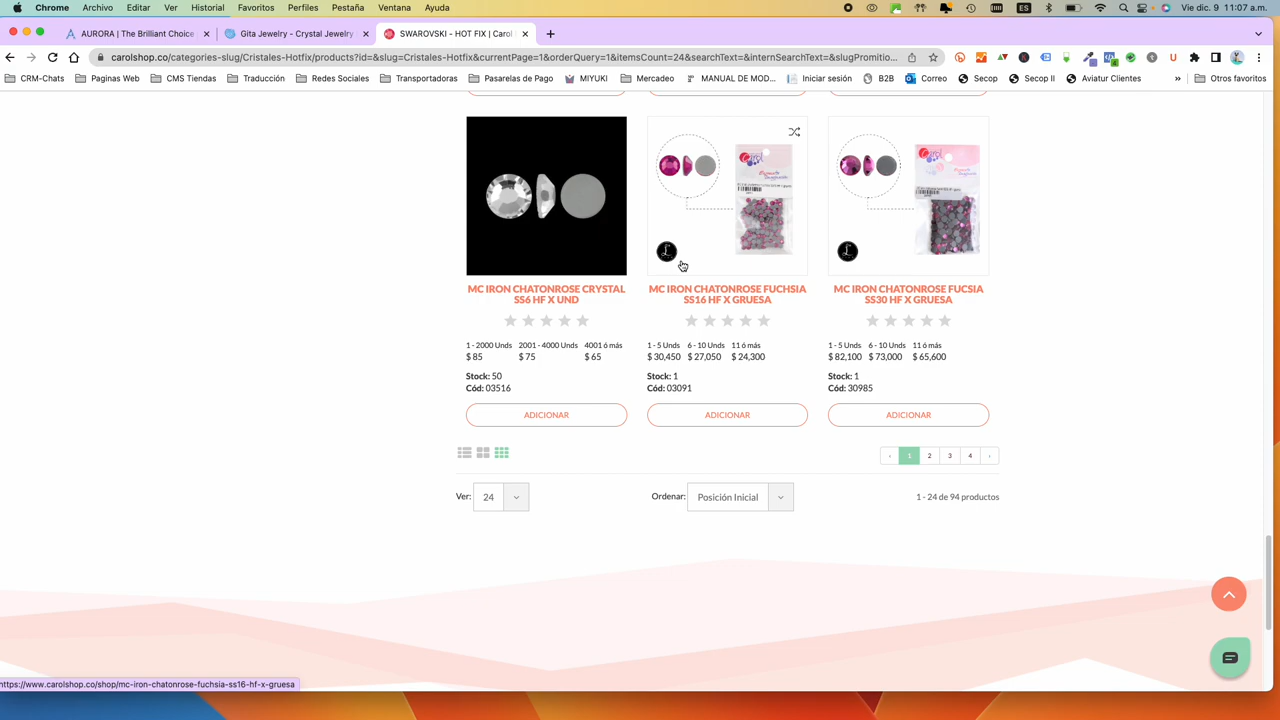 Chrome Archivo Editar Ver Historial Favoritos Perfiles Pestaña Ventana Ayuda ES Vie dic. 9 11:07 a.m.
AURORA | The Brilliant Choice × Gita Jewelry - Crystal Jewelry × SWAROVSKI - HOT FIX | Carol × +
carolshop.co/categories-slug/Cristales-Hotfix/products?id=&slug=Cristales-Hotfix&currentPage=1&orderQuery=1&itemsCount=24&searchText=&internSearchText=&slugPromitio...
CRM-Chats Paginas Web CMS Tiendas Traducción Redes Sociales Transportadoras Pasarelas de Pago MIYUKI Mercadeo MANUAL DE MOD... Iniciar sesión B2B Correo Secop Secop II Aviatur Clientes » Otros favoritos
Carol Carol
MC IRON CHATONROSE CRYSTAL MC IRON CHATONROSE FUCHSIA MC IRON CHATONROSE FUCSIA
SS6 HF X UND SS16 HF X GRUESA SS30 HF X GRUESA
1 - 2000 Unds 2001 - 4000 Unds 4001 ó más 1 - 5 Unds 6 - 10 Unds 11 ó más 1 - 5 Unds 6 - 10 Unds 11 ó más
$ 85 $ 75 $ 65 $ 30,450 $ 27,050 $ 24,300 $ 82,100 $ 73,000 $ 65,600
Stock: 50 Stock: 1 Stock: 1
Cód: 03516 Cód: 03091 Cód: 30985
ADICIONAR ADICIONAR ADICIONAR
‹ 1 2 3 4 ›
Ver: 24 Ordenar: Posición Inicial 1 - 24 de 94 productos
https://www.carolshop.co/shop/mc-iron-chatonrose-fuchsia-ss16-hf-x-gruesa